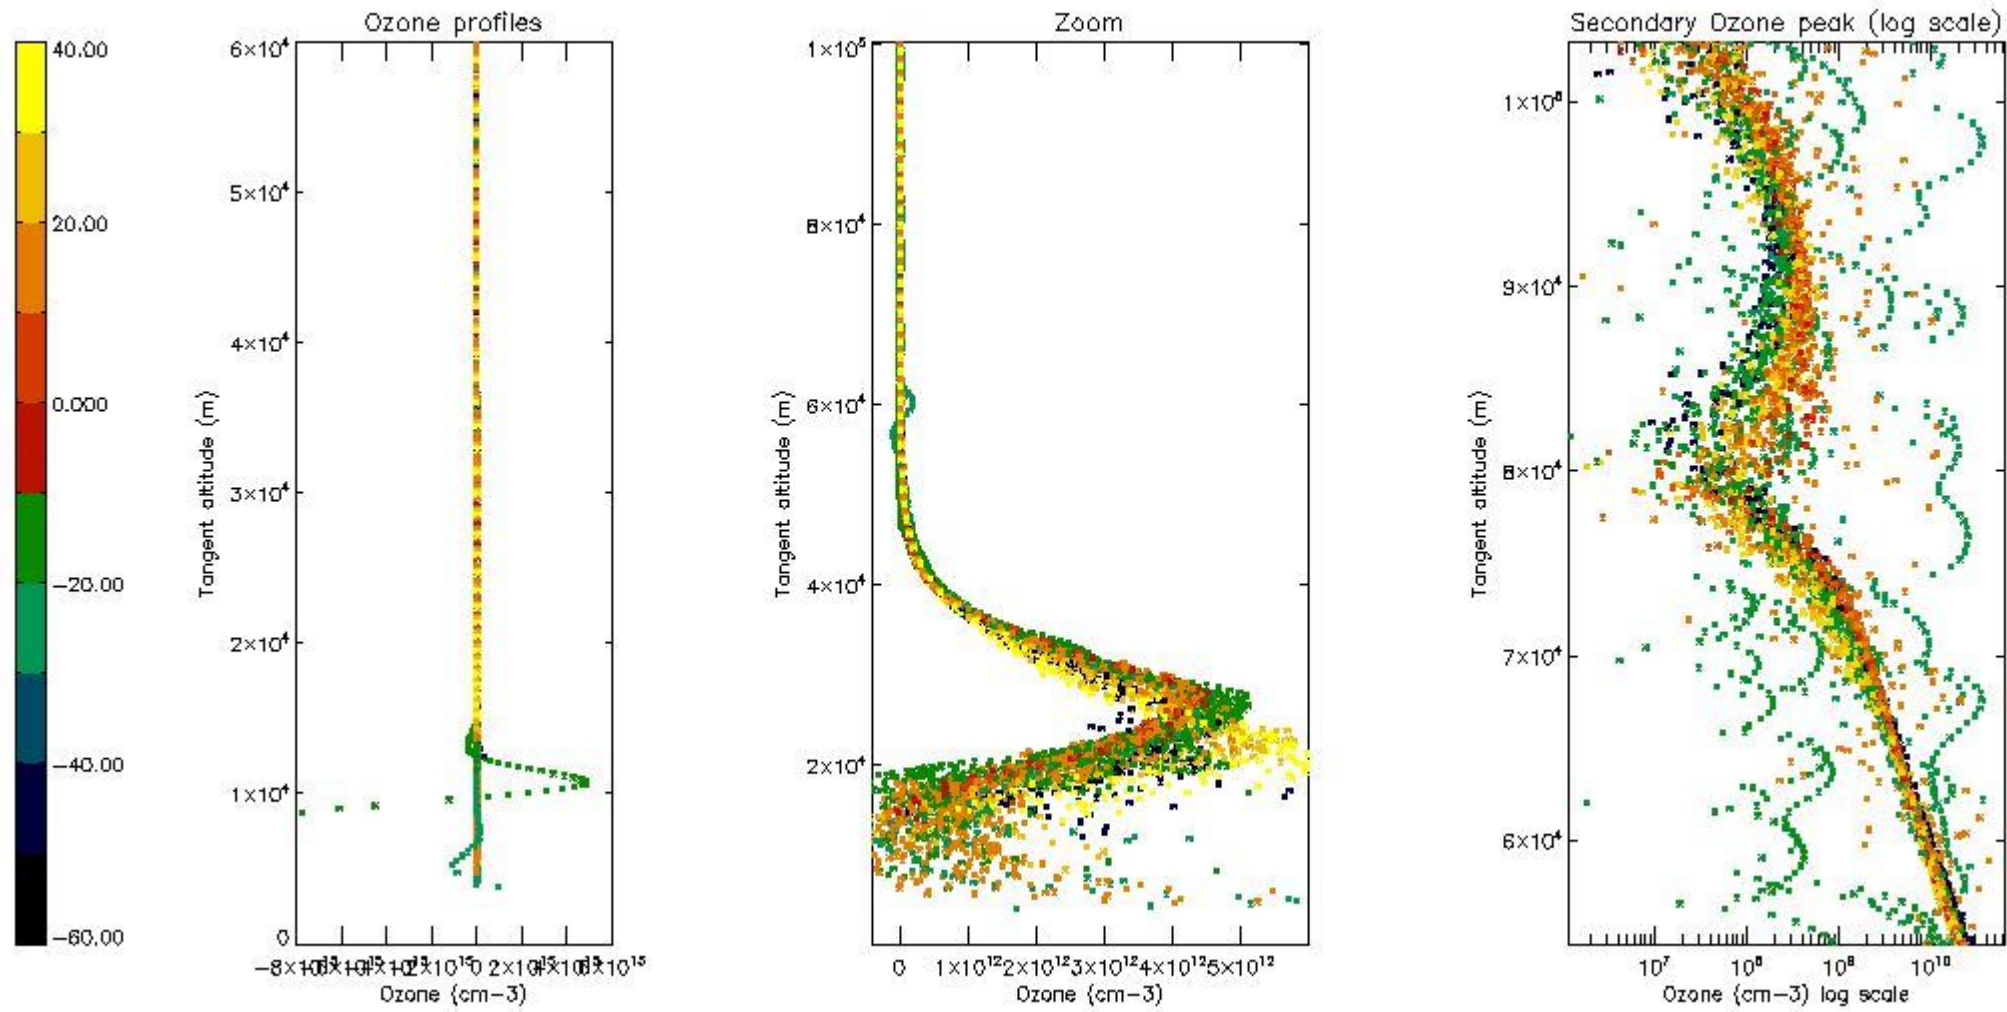 Ozone profiles
Zoom
Secondary Ozone peak (log scale)
40.00
20.00
0.000
−20.00
−40.00
−60.00
6×10⁴
5×10⁴
4×10⁴
3×10⁴
2×10⁴
1×10⁴
0
Tangent altitude (m)
0
Ozone (cm−3)
1×10⁵
8×10⁴
6×10⁴
4×10⁴
2×10⁴
Tangent altitude (m)
0 1×10¹² 2×10¹² 3×10¹² 4×10¹² 5×10¹²
Ozone (cm−3)
9×10⁴
8×10⁴
7×10⁴
6×10⁴
Tangent altitude (m)
10⁷ 10⁸ 10⁹ 10¹⁰
Ozone (cm−3) log scale